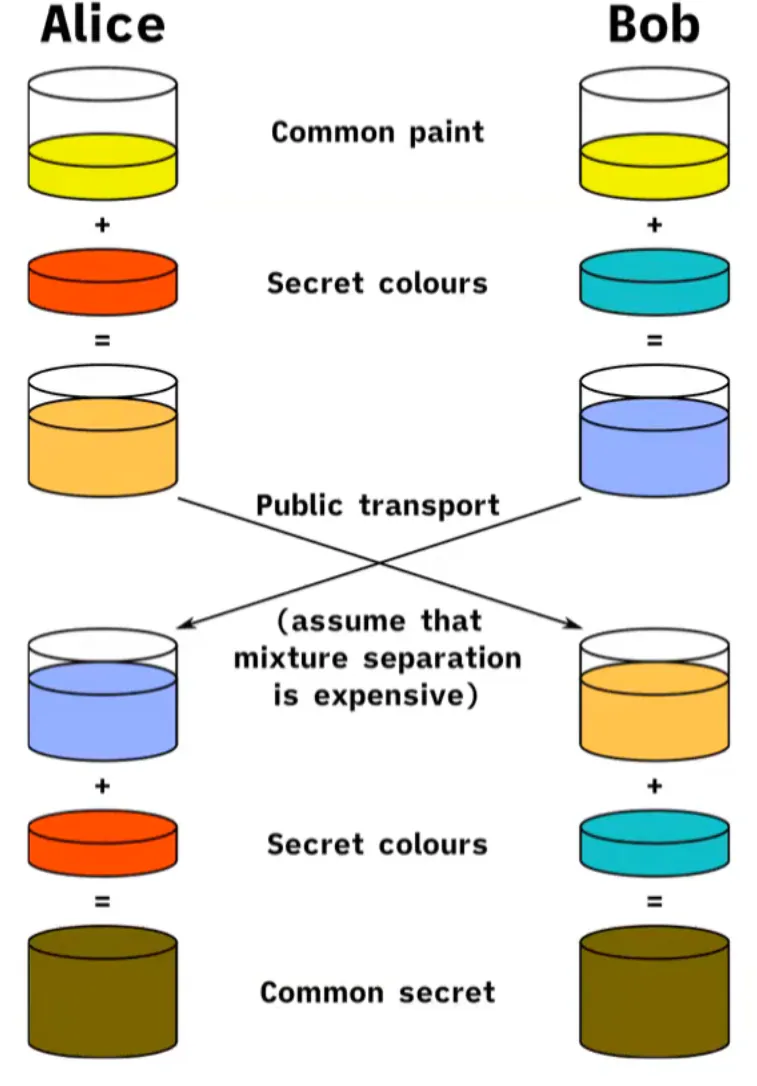 Alice
Bob
Common paint
+
+
Secret colours
=
=
Public transport
(assume that
mixture separation
is expensive)
+
+
Secret colours
=
=
Common secret